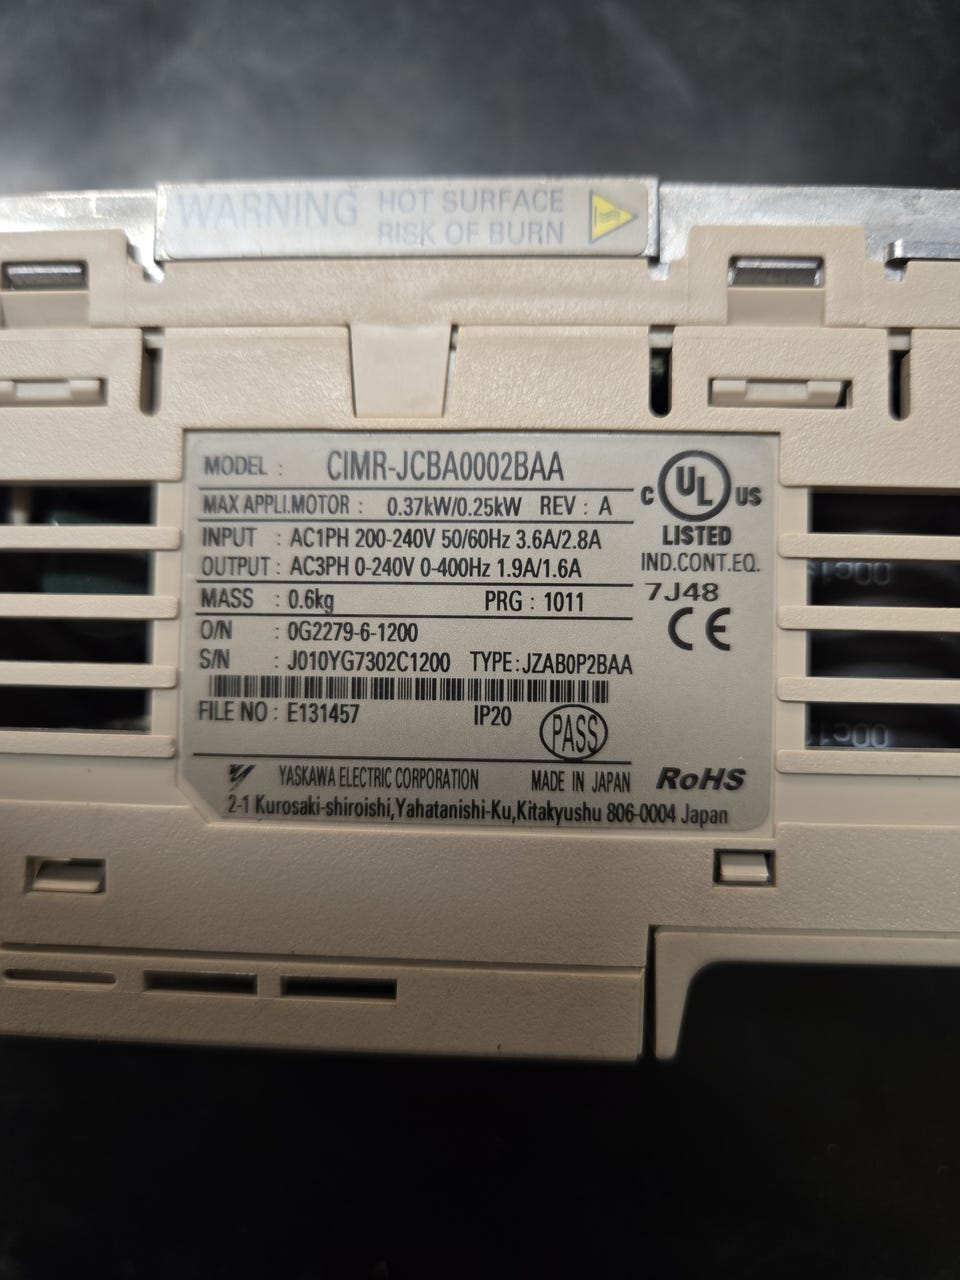 WARNING HOT SURFACE
RISK OF BURN
MODEL : CIMR-JCBA0002BAA
MAX APPLI.MOTOR : 0.37kW/0.25kW REV : A
INPUT : AC1PH 200-240V 50/60Hz 3.6A/2.8A
OUTPUT : AC3PH 0-240V 0-400Hz 1.9A/1.6A
MASS : 0.6kg PRG : 1011
O/N : 0G2279-6-1200
S/N : J010YG7302C1200 TYPE : JZAB0P2BAA
FILE NO : E131457 IP20
PASS
C UL US
LISTED
IND.CONT.EQ.
7J48
CE
YASKAWA ELECTRIC CORPORATION MADE IN JAPAN RoHS
2-1 Kurosaki-shiroishi,Yahatanishi-Ku,Kitakyushu 806-0004 Japan